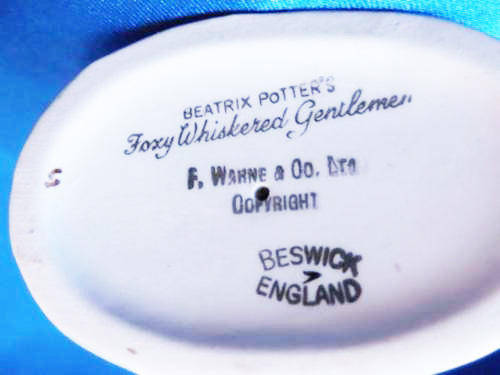 BEATRIX POTTER'S
Foxy Whiskered Gentlemen
F. WARNE & CO. LTD
COPYRIGHT
BESWICK
ENGLAND
S